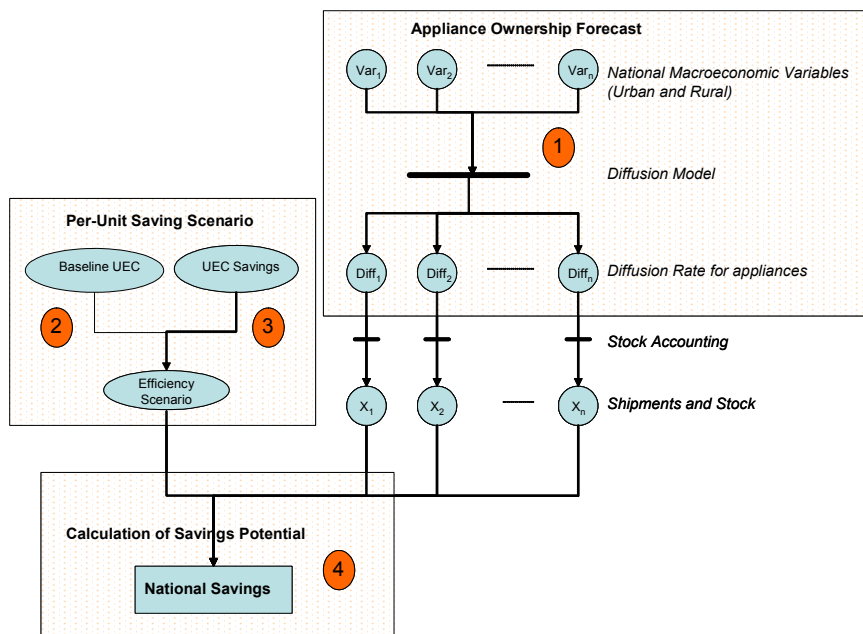 Appliance Ownership Forecast
Var1
Var2
Varn
National Macroeconomic Variables
(Urban and Rural)
1
Diffusion Model
Per-Unit Saving Scenario
Baseline UEC
UEC Savings
Diff1
Diff2
Diffn
Diffusion Rate for appliances
2
3
Stock Accounting
Efficiency
Scenario
X1
X2
Xn
Shipments and Stock
Calculation of Savings Potential
4
National Savings